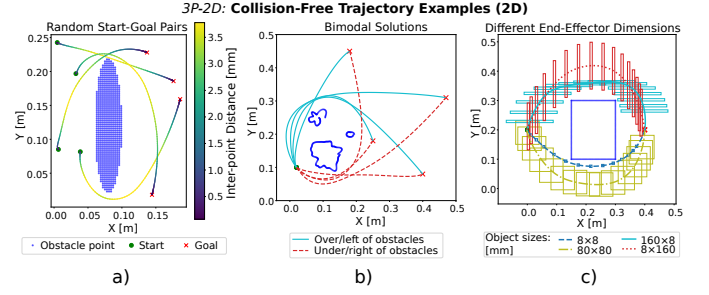 3P-2D: Collision-Free Trajectory Examples (2D)
Random Start-Goal Pairs
Y [m]
0.25
0.20
0.15
0.10
0.05
0.00
0.05
0.10
0.15
X [m]
3.5
3.0
2.5
2.0
1.5
1.0
0.5
Inter-point Distance [mm]
Obstacle point
Start
Goal
a)
Bimodal Solutions
Y [m]
0.5
0.4
0.3
0.2
0.1
0.0
0.0
0.1
0.2
0.3
0.4
0.5
X [m]
Over/left of obstacles
Under/right of obstacles
b)
Different End-Effector Dimensions
Y [m]
0.5
0.4
0.3
0.2
0.1
0.0
0.0
0.1
0.2
0.3
0.4
0.5
X [m]
Object sizes:
[mm]
8×8
80×80
160×8
8×160
c)